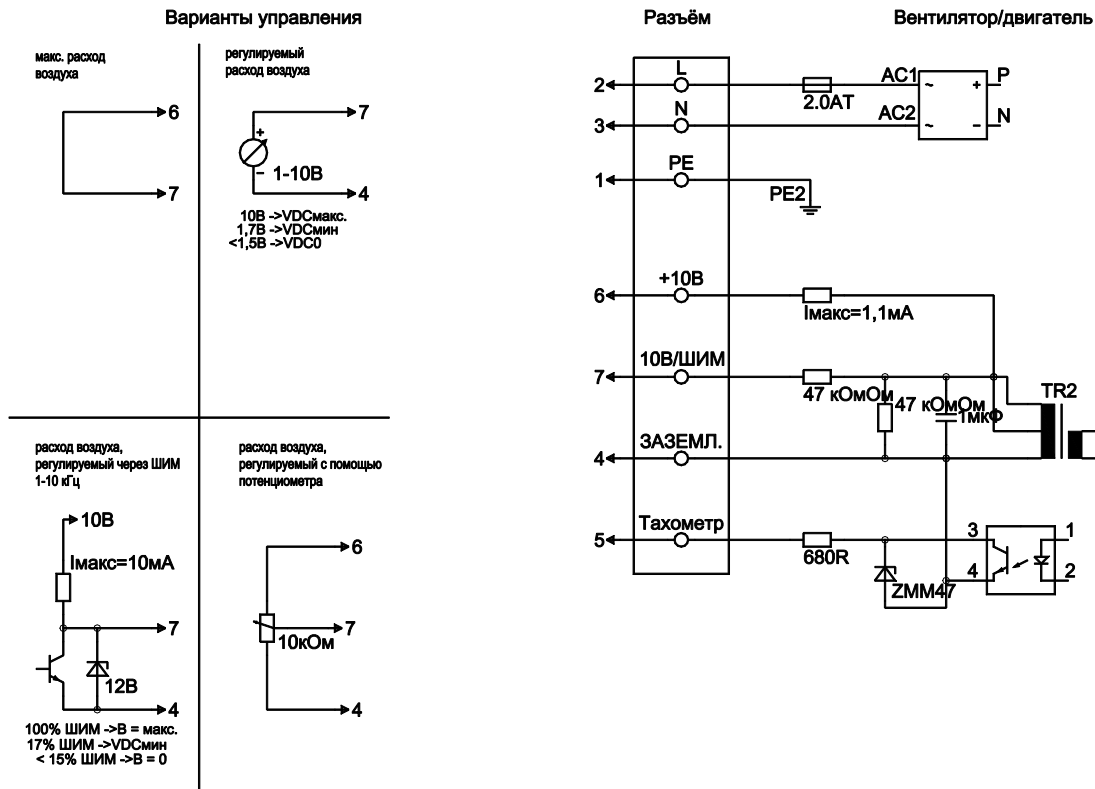 Варианты управления
макс. расход
воздуха
6
7
регулируемый
расход воздуха
7
+
1-10В
−
4
10В ->VDCмакс.
1,7В ->VDCмин
<1,5В ->VDC0
расход воздуха,
регулируемый через ШИМ
1-10 кГц
10В
Iмакс=10мА
7
12В
4
100% ШИМ ->В = макс.
17% ШИМ ->VDCмин
< 15% ШИМ ->В = 0
расход воздуха,
регулируемый с помощью
потенциометра
6
7
10кОм
4
Разъём
Вентилятор/двигатель
2
L
2.0АТ
AC1
~
+
P
3
N
AC2
~
−
N
1
PE
PE2
6
+10В
Iмакс=1,1мА
7
10В/ШИМ
47 кОмОм
47 кОмОм
1мкФ
TR2
4
ЗАЗЕМЛ.
5
Тахометр
680R
ZMM47
3
4
1
2